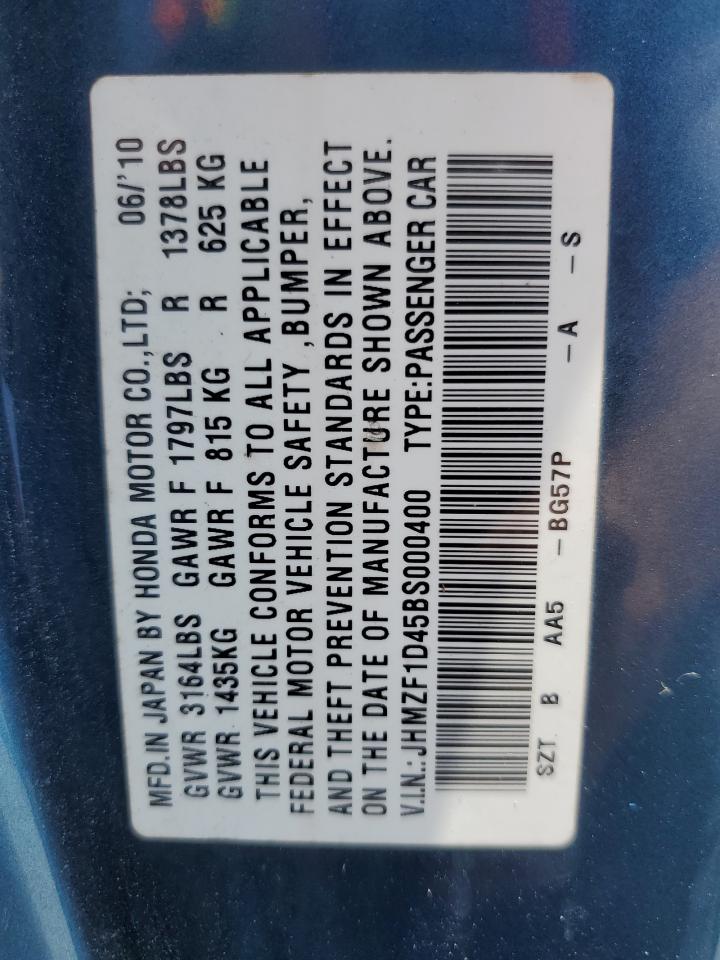 MFD.IN JAPAN BY HONDA MOTOR CO.,LTD; 06/'10
GVWR 3164LBS GAWR F 1797LBS R 1378LBS
GVWR 1435KG GAWR F 815 KG R 625 KG
THIS VEHICLE CONFORMS TO ALL APPLICABLE
FEDERAL MOTOR VEHICLE SAFETY ,BUMPER,
AND THEFT PREVENTION STANDARDS IN EFFECT
ON THE DATE OF MANUFACTURE SHOWN ABOVE.
V.I.N.: JHMZF1D45BS000400 TYPE:PASSENGER CAR
SZT B AA5 –BG57P –A –S